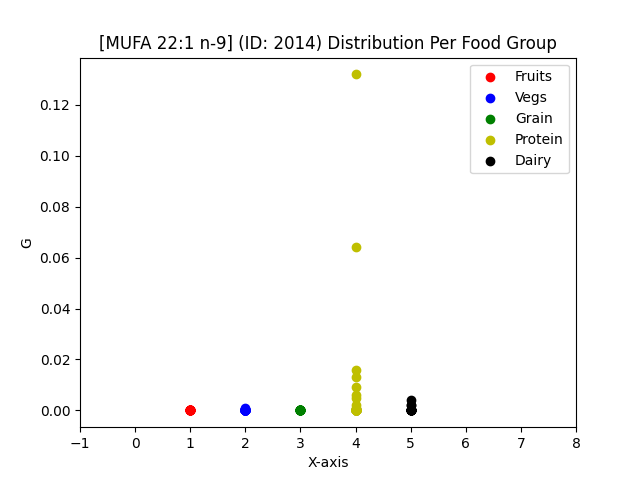 [MUFA 22:1 n-9] (ID: 2014) Distribution Per Food Group
Fruits
Vegs
Grain
Protein
Dairy
0.12
0.10
0.08
0.06
0.04
0.02
0.00
G
−1 0 1 2 3 4 5 6 7 8
X-axis